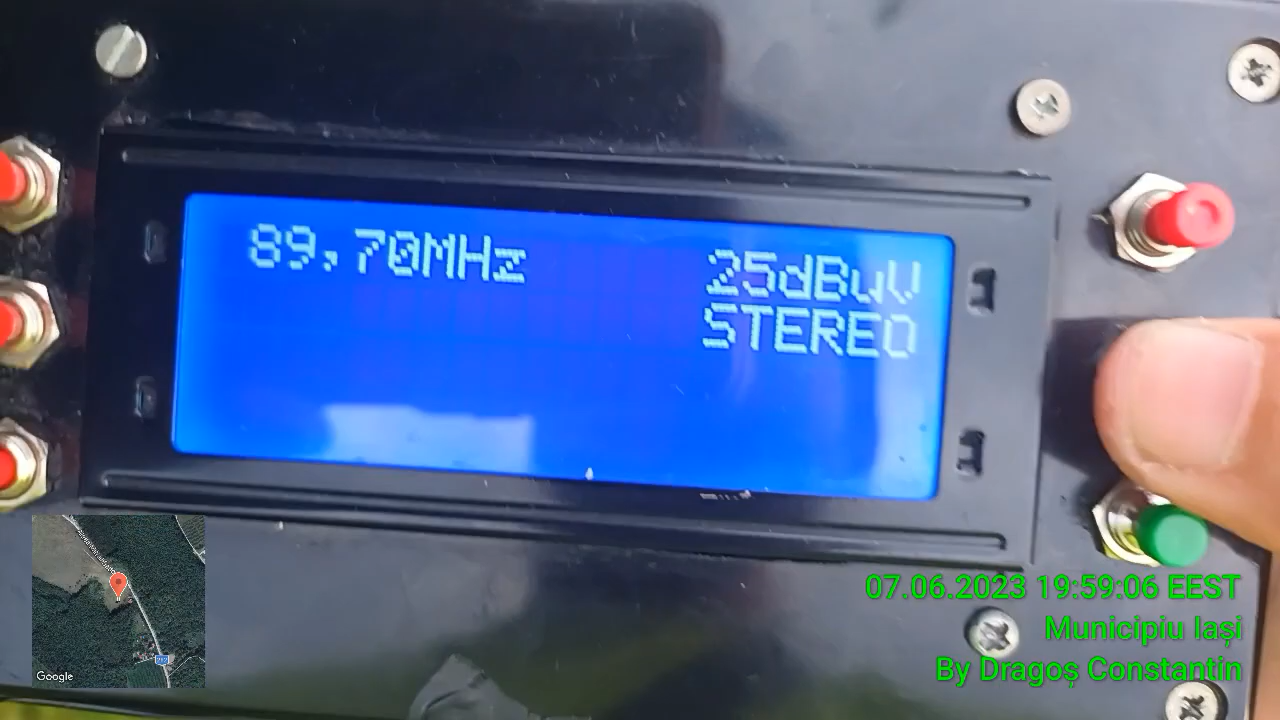 89,70MHz 25dBuV
STEREO
07.06.2023 19:59:06 EEST
Municipiu Iași
By Dragoș Constantin
Google